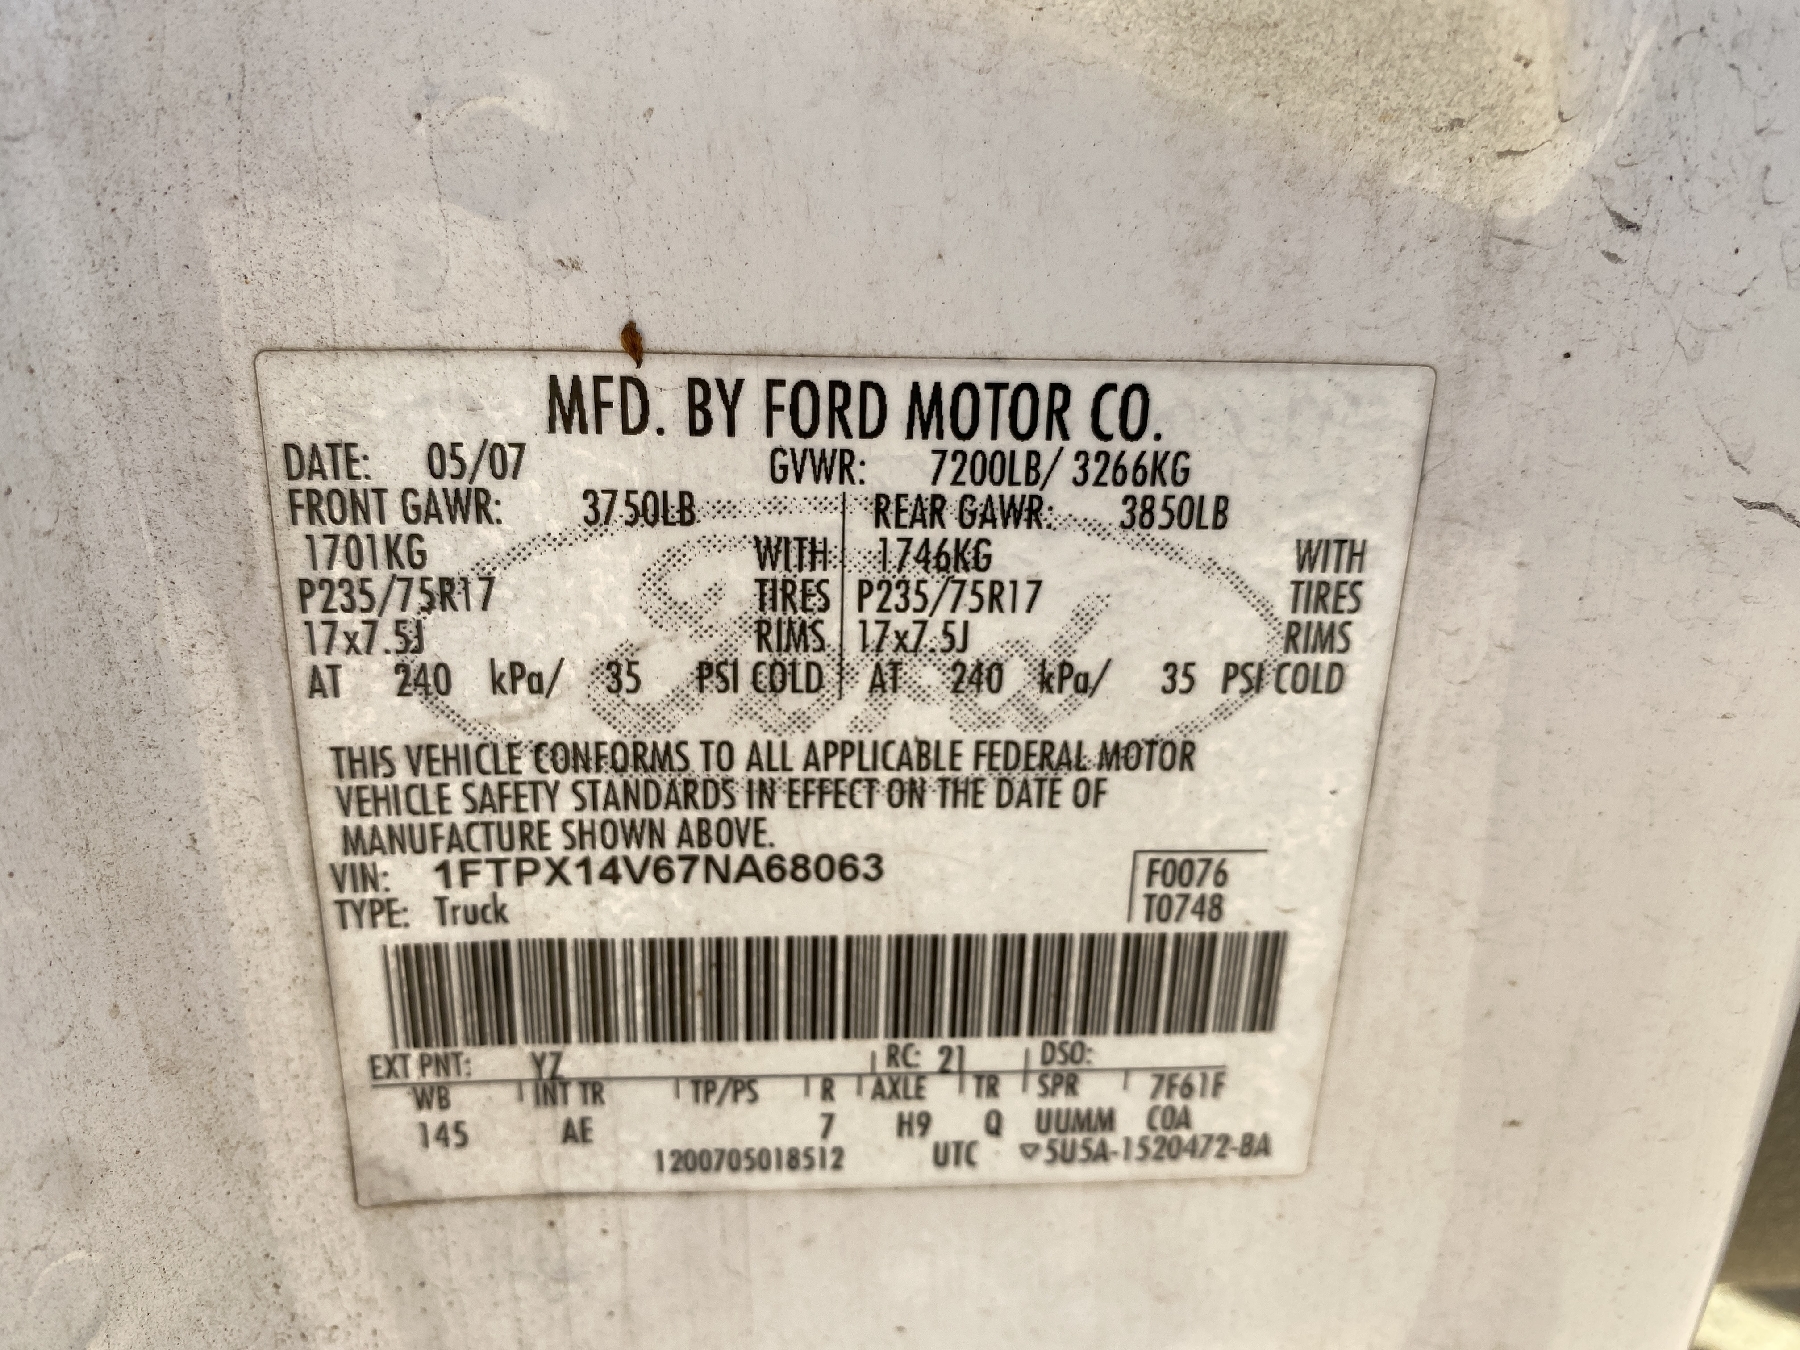 MFD. BY FORD MOTOR CO.
DATE: 05/07 GVWR: 7200LB/ 3266KG
FRONT GAWR: 3750LB REAR GAWR: 3850LB
1701KG WITH 1746KG WITH
P235/75R17 TIRES P235/75R17 TIRES
17x7.5J RIMS 17x7.5J RIMS
AT 240 kPa/ 35 PSI COLD AT 240 kPa/ 35 PSI COLD
Ford
THIS VEHICLE CONFORMS TO ALL APPLICABLE FEDERAL MOTOR
VEHICLE SAFETY STANDARDS IN EFFECT ON THE DATE OF
MANUFACTURE SHOWN ABOVE.
VIN: 1FTPX14V67NA68063 F0076
TYPE: Truck T0748
EXT PNT: YZ RC: 21 DSO:
WB INT TR TP/PS R AXLE TR SPR 7F61F
145 AE 7 H9 Q UUMM COA
1200705018512 UTC ▽5U5A-1520472-BA